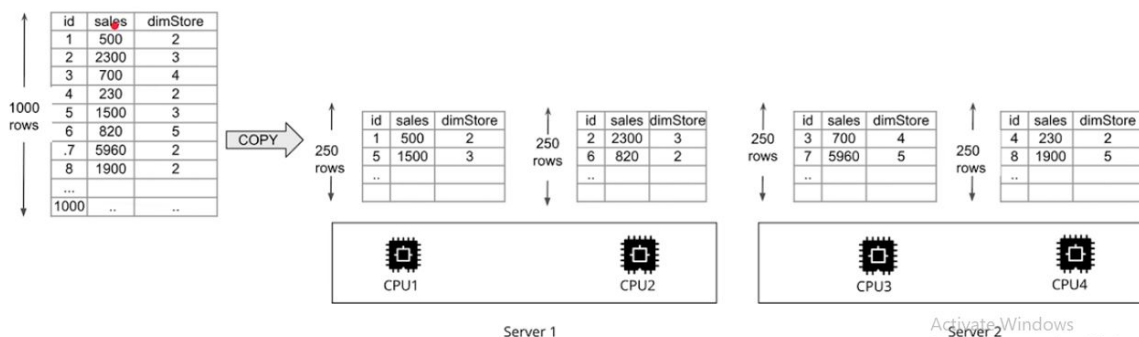 id sales dimStore
1 500 2
2 2300 3
3 700 4
4 230 2
5 1500 3
6 820 5
.7 5960 2
8 1900 2
...
1000 .. ..
1000
rows
COPY
250
rows
id sales dimStore
1 500 2
5 1500 3
..
250
rows
id sales dimStore
2 2300 3
6 820 2
..
250
rows
id sales dimStore
3 700 4
7 5960 5
..
250
rows
id sales dimStore
4 230 2
8 1900 5
..
CPU1
CPU2
CPU3
CPU4
Server 1
Server 2
Activate Windows